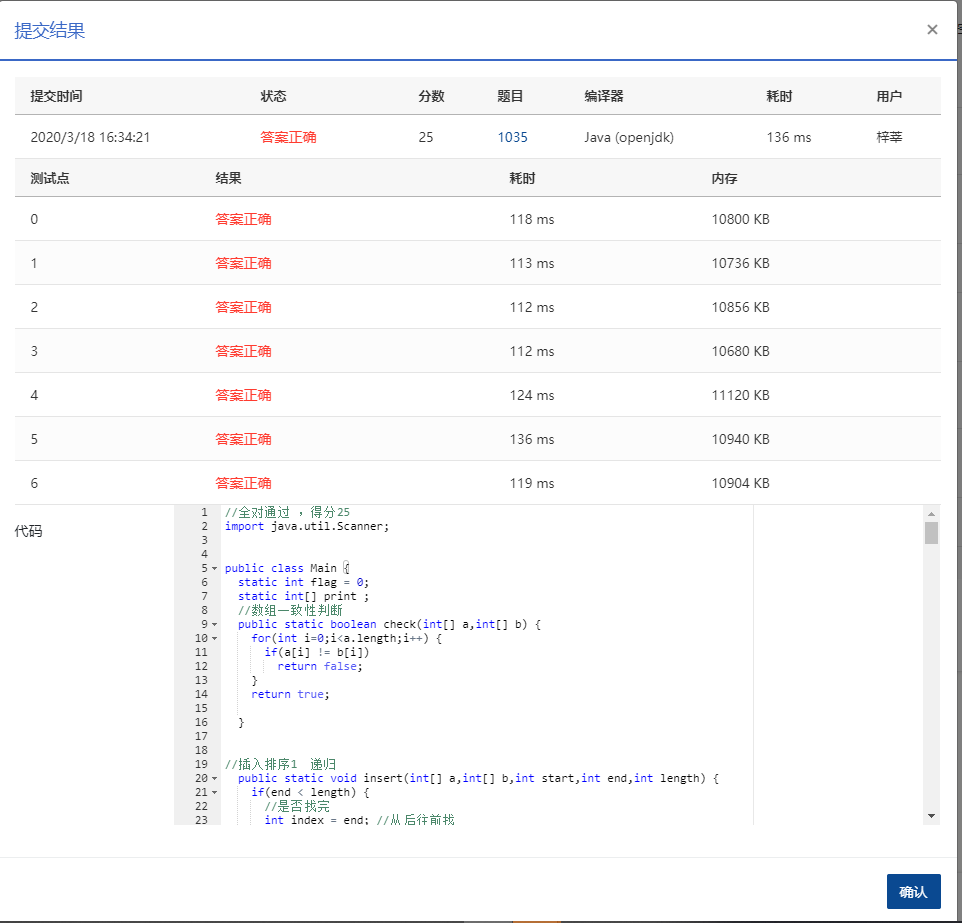 提交结果
×
提交时间 状态 分数 题目 编译器 耗时 用户
2020/3/18 16:34:21 答案正确 25 1035 Java (openjdk) 136 ms 梓莘
测试点 结果 耗时 内存
0 答案正确 118 ms 10800 KB
1 答案正确 113 ms 10736 KB
2 答案正确 112 ms 10856 KB
3 答案正确 112 ms 10680 KB
4 答案正确 124 ms 11120 KB
5 答案正确 136 ms 10940 KB
6 答案正确 119 ms 10904 KB
代码
1 //全对通过 ，得分25
2 import java.util.Scanner;
3
4
5 public class Main {
6 static int flag = 0;
7 static int[] print ;
8 //数组一致性判断
9 public static boolean check(int[] a,int[] b) {
10 for(int i=0;i<a.length;i++) {
11 if(a[i] != b[i])
12 return false;
13 }
14 return true;
15
16 }
17
18
19 //插入排序1 递归
20 public static void insert(int[] a,int[] b,int start,int end,int length) {
21 if(end < length) {
22 //是否找完
23 int index = end; //从后往前找
确认